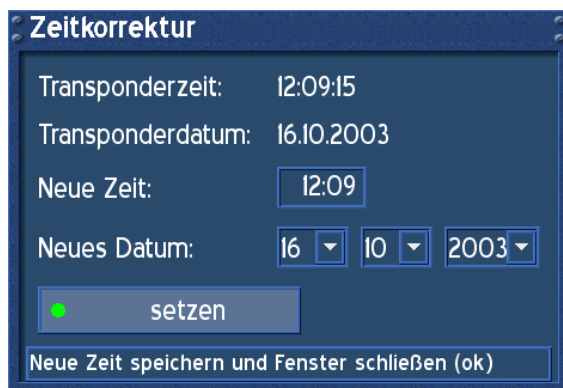 Zeitkorrektur
Transponderzeit: 12:09:15
Transponderdatum: 16.10.2003
Neue Zeit: 12:09
Neues Datum: 16 10 2003
setzen
Neue Zeit speichern und Fenster schließen (ok)